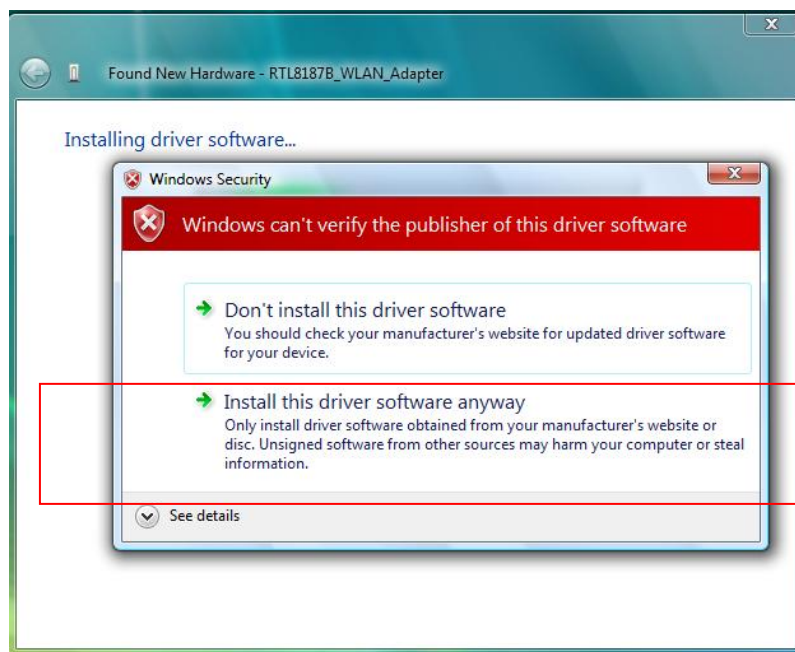 Found New Hardware - RTL8187B_WLAN_Adapter
Installing driver software...
Windows Security
Windows can't verify the publisher of this driver software
Don't install this driver software
You should check your manufacturer's website for updated driver software
for your device.
Install this driver software anyway
Only install driver software obtained from your manufacturer's website or
disc. Unsigned software from other sources may harm your computer or steal
information.
See details